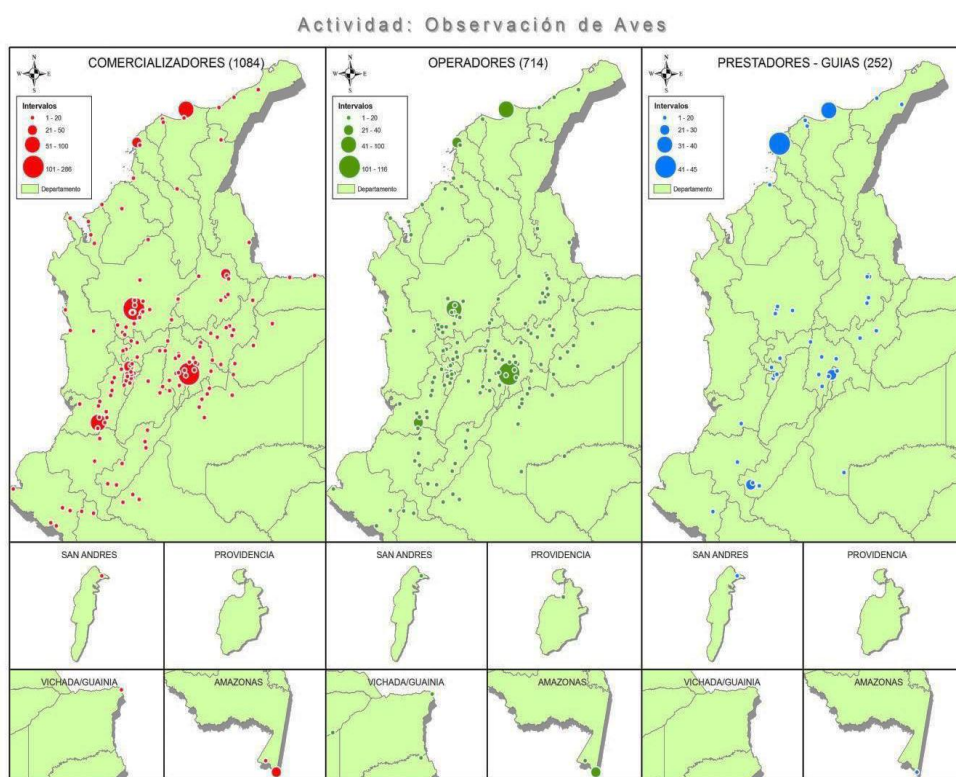 Actividad: Observación de Aves
COMERCIALIZADORES (1084)
N
W E
S
Intervalos
1 - 20
21 - 50
51 - 100
101 - 286
Departamento
OPERADORES (714)
N
W E
S
Intervalos
1 - 20
21 - 40
41 - 100
101 - 116
Departamento
PRESTADORES - GUIAS (252)
N
W E
S
Intervalos
1 - 20
21 - 30
31 - 40
41 - 45
Departamento
SAN ANDRES
PROVIDENCIA
SAN ANDRES
PROVIDENCIA
SAN ANDRES
PROVIDENCIA
VICHADA/GUAINIA
AMAZONAS
VICHADA/GUAINIA
AMAZONAS
VICHADA/GUAINIA
AMAZONAS